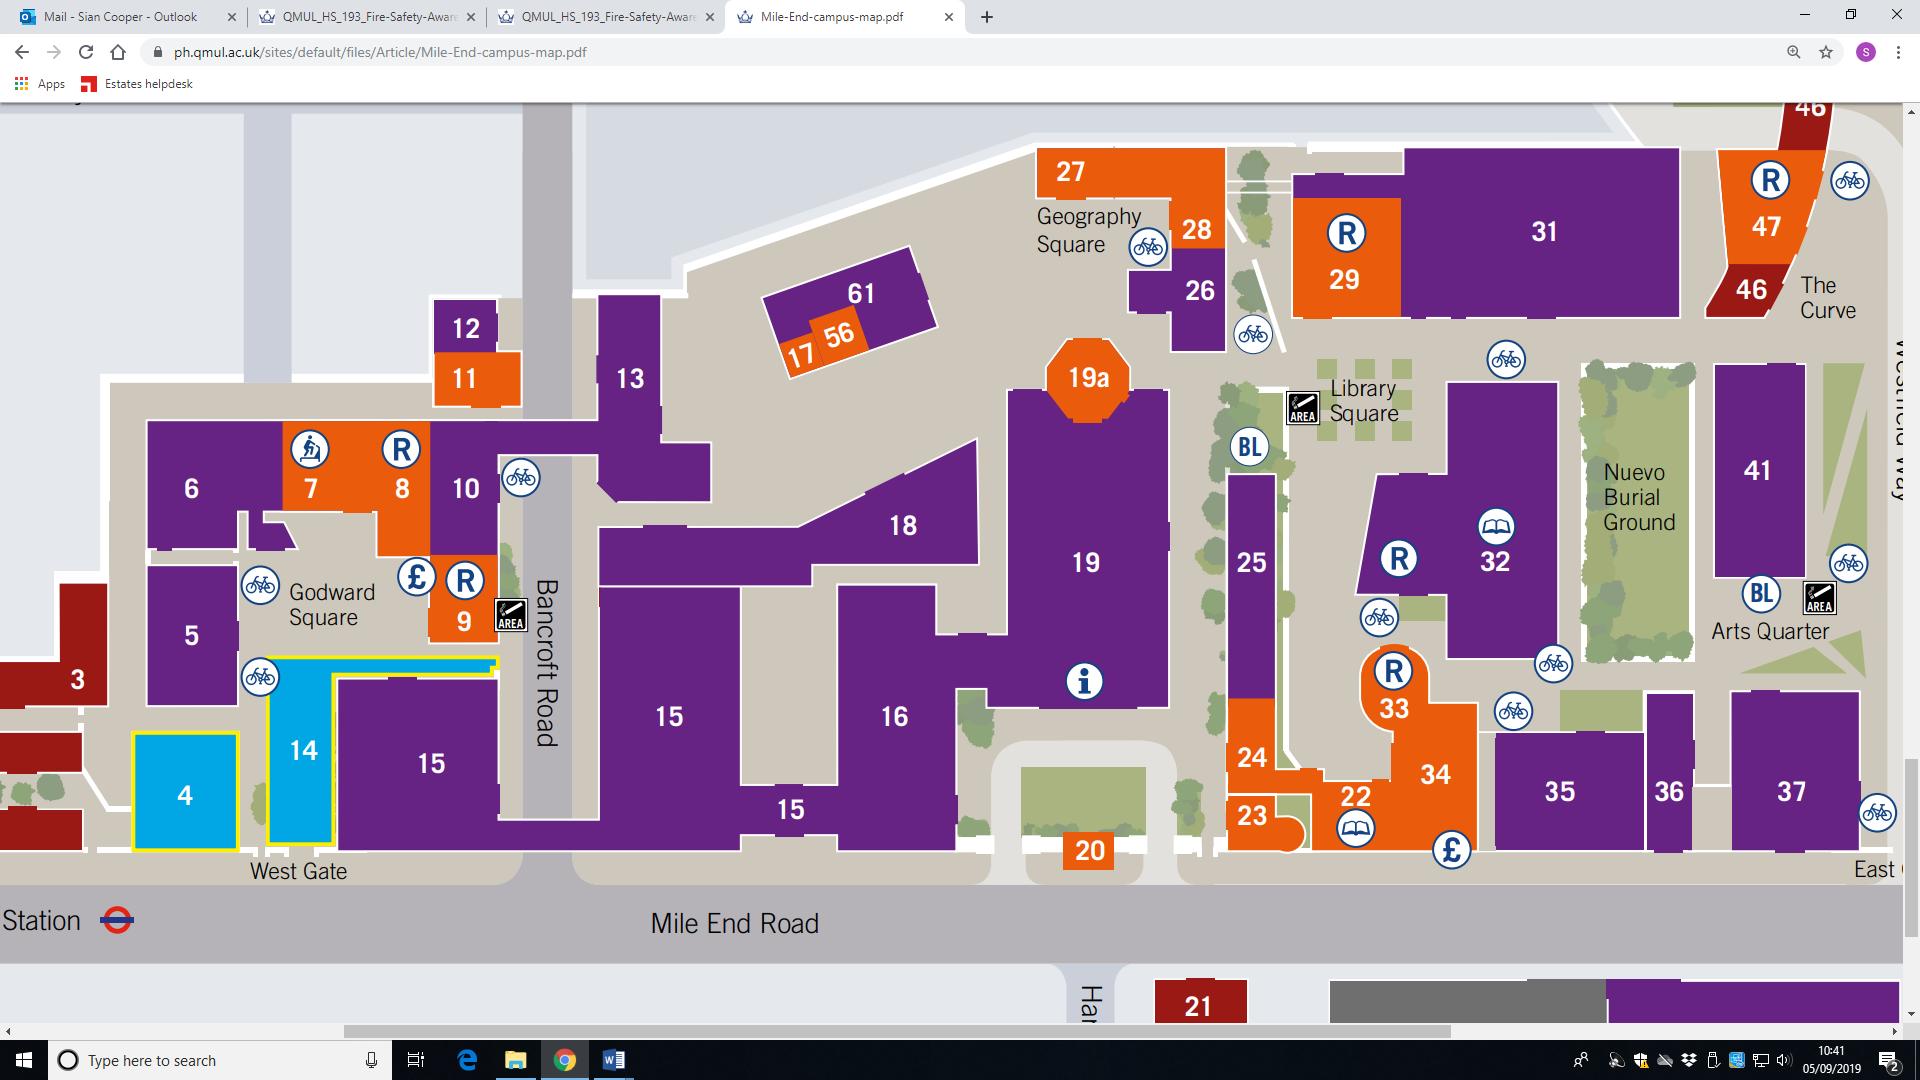 Mail - Sian Cooper - Outlook
QMUL_HS_193_Fire-Safety-Aware
QMUL_HS_193_Fire-Safety-Aware
Mile-End-campus-map.pdf
ph.qmul.ac.uk/sites/default/files/Article/Mile-End-campus-map.pdf
S
Apps
Estates helpdesk
46
27
R
Geography
Square
28
R
31
47
29
26
61
46
The
Curve
12
56
17
11
13
19a
Library
Square
AREA
BL
Westfield Way
R
6
7
8
10
Nuevo
Burial
Ground
41
18
32
R
19
25
£
R
Godward
Square
9
AREA
Bancroft Road
BL
AREA
Arts Quarter
5
3
R
33
i
15
16
14
15
4
24
34
22
35
36
37
15
23
20
£
West Gate
East
Station
Mile End Road
Har
21
Type here to search
10:41
05/09/2019
2